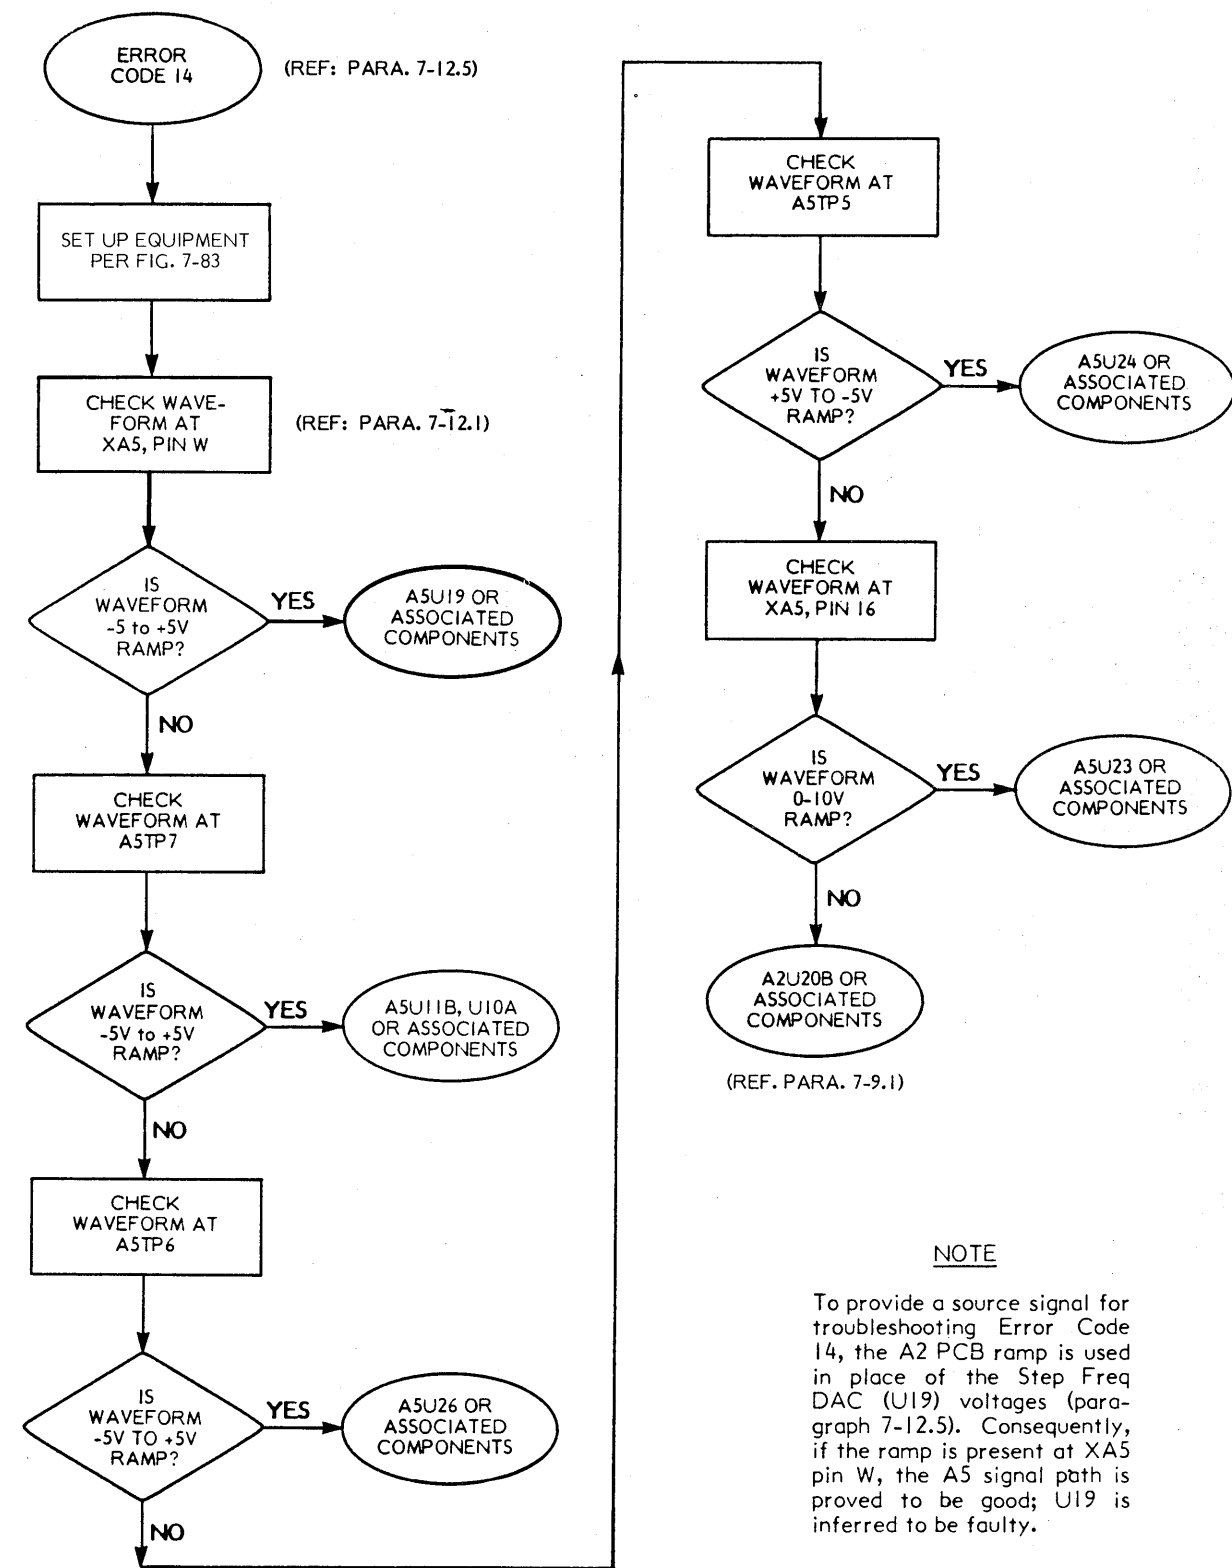 ERROR
CODE 14
(REF: PARA. 7-12.5)
SET UP EQUIPMENT
PER FIG. 7-83
CHECK WAVE-
FORM AT
XA5, PIN W
(REF: PARA. 7-12.1)
IS
WAVEFORM
-5 to +5V
RAMP?
YES
A5U19 OR
ASSOCIATED
COMPONENTS
NO
CHECK
WAVEFORM AT
A5TP7
IS
WAVEFORM
-5V to +5V
RAMP?
YES
A5U11B, U10A
OR ASSOCIATED
COMPONENTS
NO
CHECK
WAVEFORM AT
A5TP6
IS
WAVEFORM
-5V TO +5V
RAMP?
YES
A5U26 OR
ASSOCIATED
COMPONENTS
NO
CHECK
WAVEFORM AT
A5TP5
IS
WAVEFORM
+5V TO -5V
RAMP?
YES
A5U24 OR
ASSOCIATED
COMPONENTS
NO
CHECK
WAVEFORM AT
XA5, PIN 16
IS
WAVEFORM
0-10V
RAMP?
YES
A5U23 OR
ASSOCIATED
COMPONENTS
NO
A2U20B OR
ASSOCIATED
COMPONENTS
(REF. PARA. 7-9.1)
NOTE
To provide a source signal for
troubleshooting Error Code
14, the A2 PCB ramp is used
in place of the Step Freq
DAC (U19) voltages (para-
graph 7-12.5). Consequently,
if the ramp is present at XA5
pin W, the A5 signal path is
proved to be good; U19 is
inferred to be faulty.